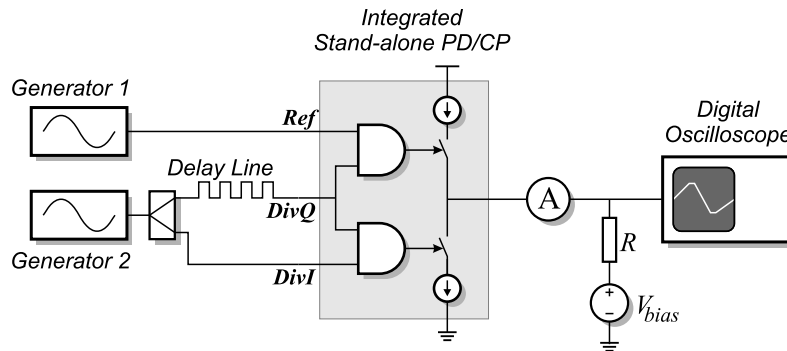 Integrated
Stand-alone PD/CP
Generator 1
Ref
Digital
Oscilloscope
Delay Line
DivQ
A
Generator 2
DivI
R
+
−
Vbias